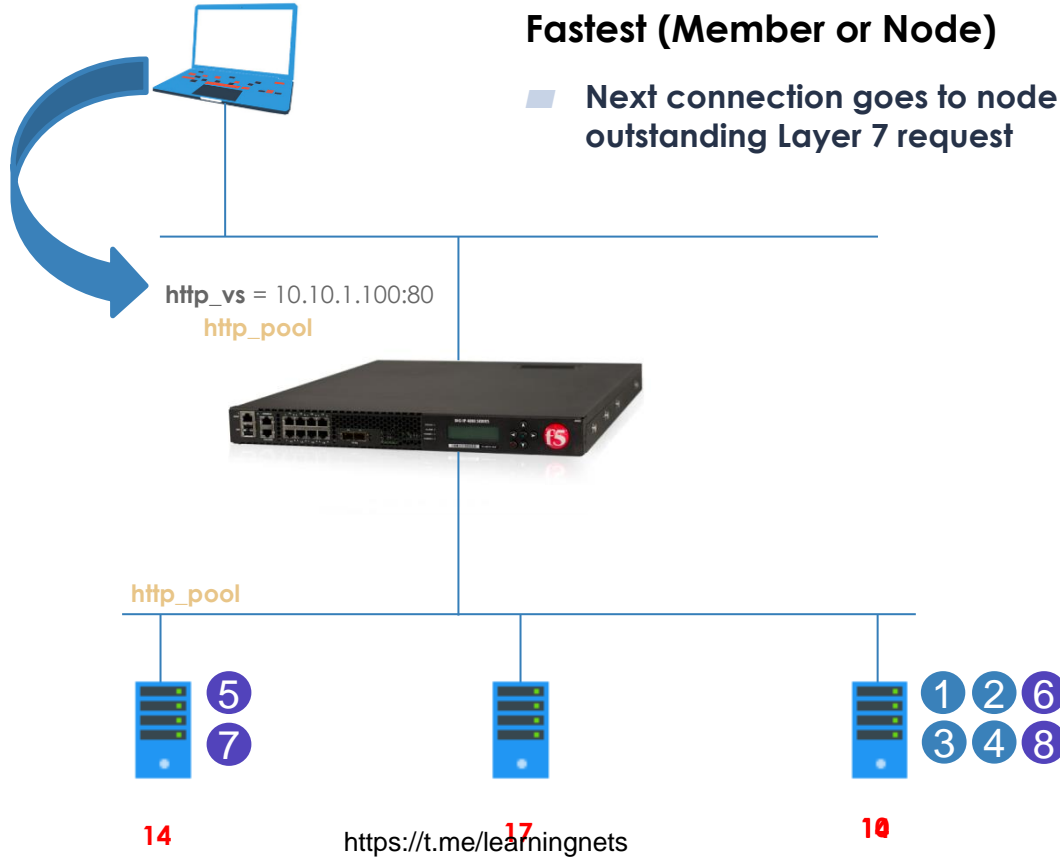 Fastest (Member or Node)
Next connection goes to node
outstanding Layer 7 request
http_vs = 10.10.1.100:80
http_pool
f5
http_pool
5
1 2 6
7
3 4 8
14
17
https://t.me/learningnets